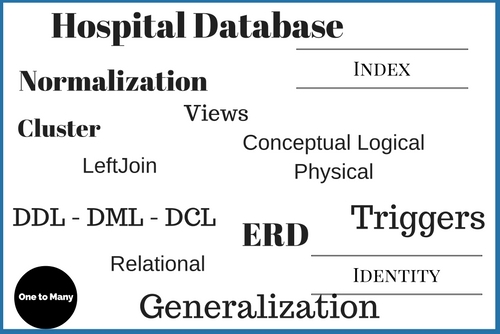 Hospital Database
Index
Normalization
Views
Cluster
Conceptual Logical
Physical
LeftJoin
DDL - DML - DCL
Triggers
ERD
Relational
Identity
One to Many
Generalization